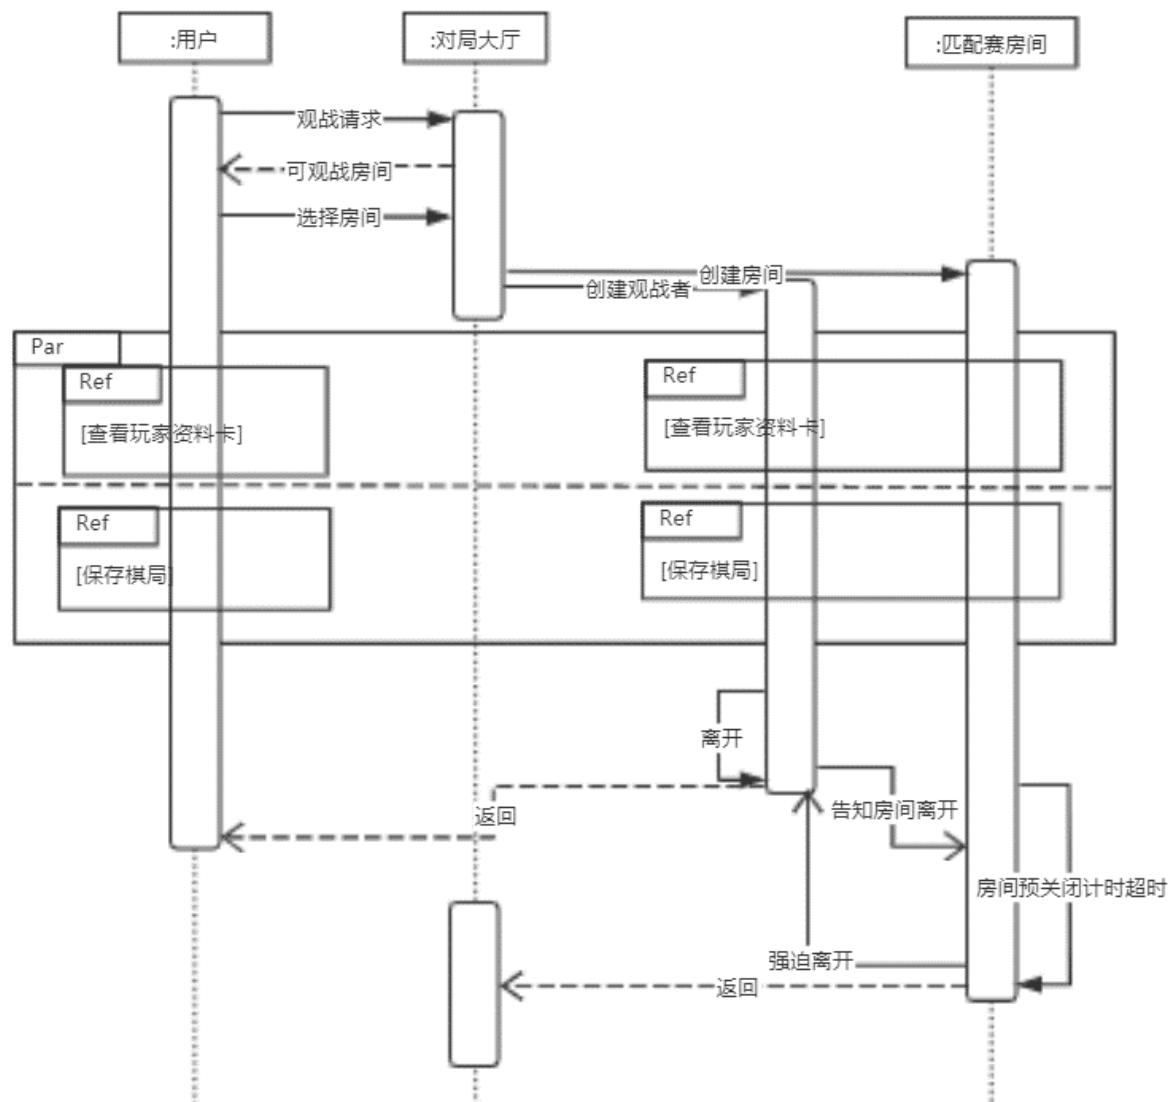 :用户
:对局大厅
:匹配赛房间
观战请求
可观战房间
选择房间
创建房间
创建观战者
Par
Ref
[查看玩家资料卡]
Ref
[查看玩家资料卡]
Ref
[保存棋局]
Ref
[保存棋局]
离开
返回
告知房间离开
房间预关闭计时超时
强迫离开
返回